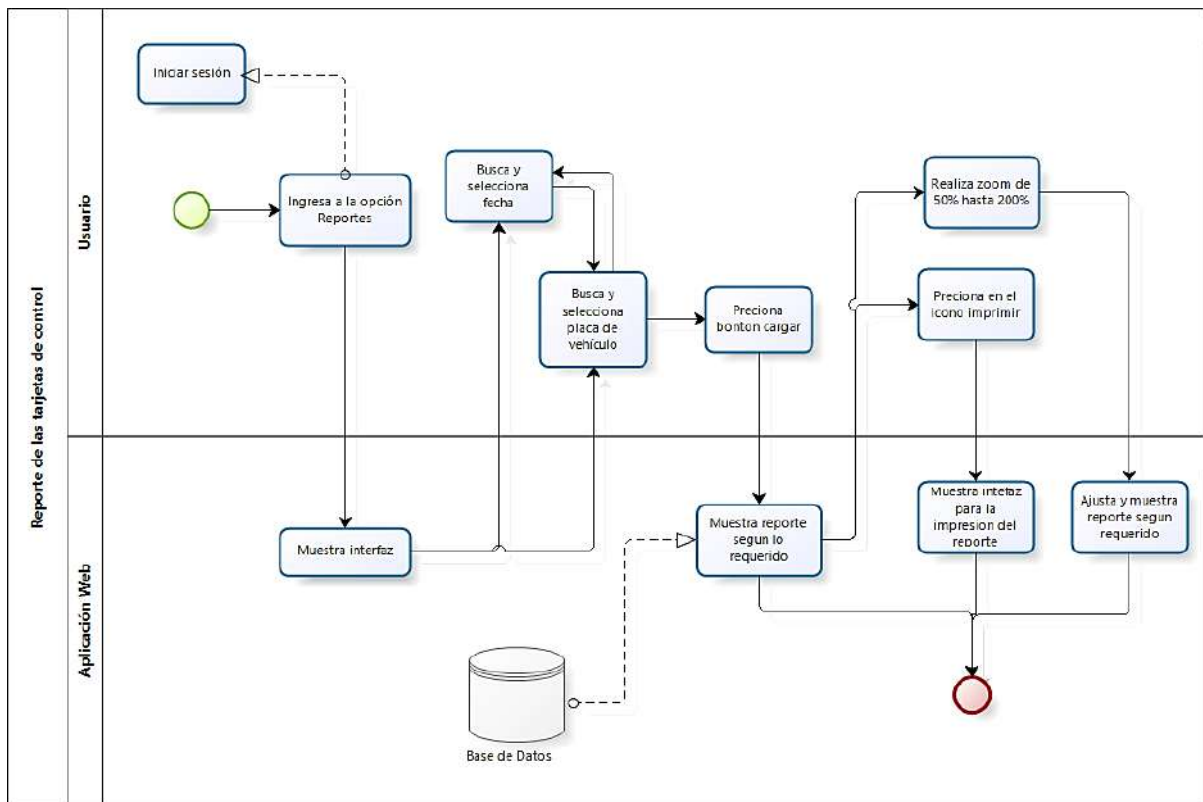 Reporte de las tarjetas de control
Usuario
Iniciar sesión
Ingresa a la opción
Reportes
Busca y
selecciona
fecha
Busca y
selecciona
placa de
vehículo
Preciona
bonton cargar
Realiza zoom de
50% hasta 200%
Preciona en el
icono imprimir
Aplicación Web
Muestra interfaz
Muestra reporte
segun lo
requerido
Muestra intefaz
para la
impresion del
reporte
Ajusta y muestra
reporte segun
requerido
Base de Datos